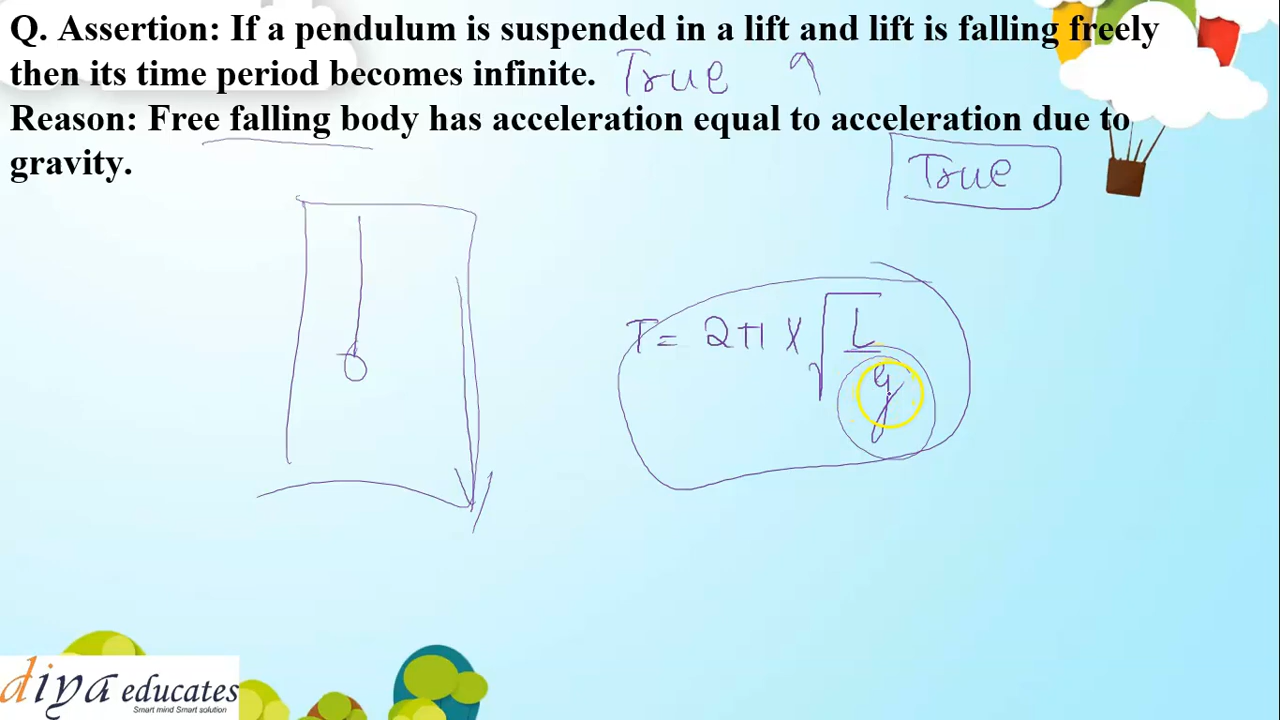 Q. Assertion: If a pendulum is suspended in a lift and lift is falling freely
then its time period becomes infinite. True
Reason: Free falling body has acceleration equal to acceleration due to
gravity.
True
T = 2π × √L/g
diya educates
Smart mind Smart solution